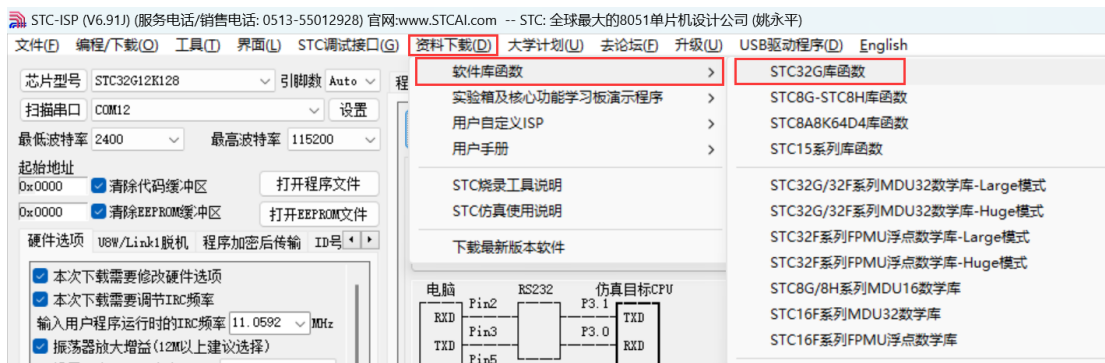 STC-ISP (V6.91J) (服务电话/销售电话: 0513-55012928) 官网:www.STCAI.com  -- STC: 全球最大的8051单片机设计公司 (姚永平)
文件(F) 编程/下载(O) 工具(T) 界面(L) STC调试接口(G) 资料下载(D) 大学计划(U) 去论坛(F) 升级(U) USB驱动程序(D) English
芯片型号 STC32G12K128 引脚数 Auto 程
扫描串口 COM12 设置
最低波特率 2400 最高波特率 115200
起始地址
0x0000 清除代码缓冲区 打开程序文件
0x0000 清除EEPROM缓冲区 打开EEPROM文件
硬件选项 U8W/Link1脱机 程序加密后传输 ID号
本次下载需要修改硬件选项
本次下载需要调节IRC频率
输入用户程序运行时的IRC频率 11.0592 MHz
振荡器放大增益(12M以上建议选择)
软件库函数
实验箱及核心功能学习板演示程序
用户自定义ISP
用户手册
STC烧录工具说明
STC仿真使用说明
下载最新版本软件
STC32G库函数
STC8G-STC8H库函数
STC8A8K64D4库函数
STC15系列库函数
STC32G/32F系列MDU32数学库-Large模式
STC32G/32F系列MDU32数学库-Huge模式
STC32F系列FPMU浮点数学库-Large模式
STC32F系列FPMU浮点数学库-Huge模式
STC8G/8H系列MDU16数学库
STC16F系列MDU32数学库
STC16F系列FPMU浮点数学库
电脑 RS232 仿真目标CPU
RXD Pin2 P3.1 TXD
TXD Pin3 P3.0 RXD
Pin5